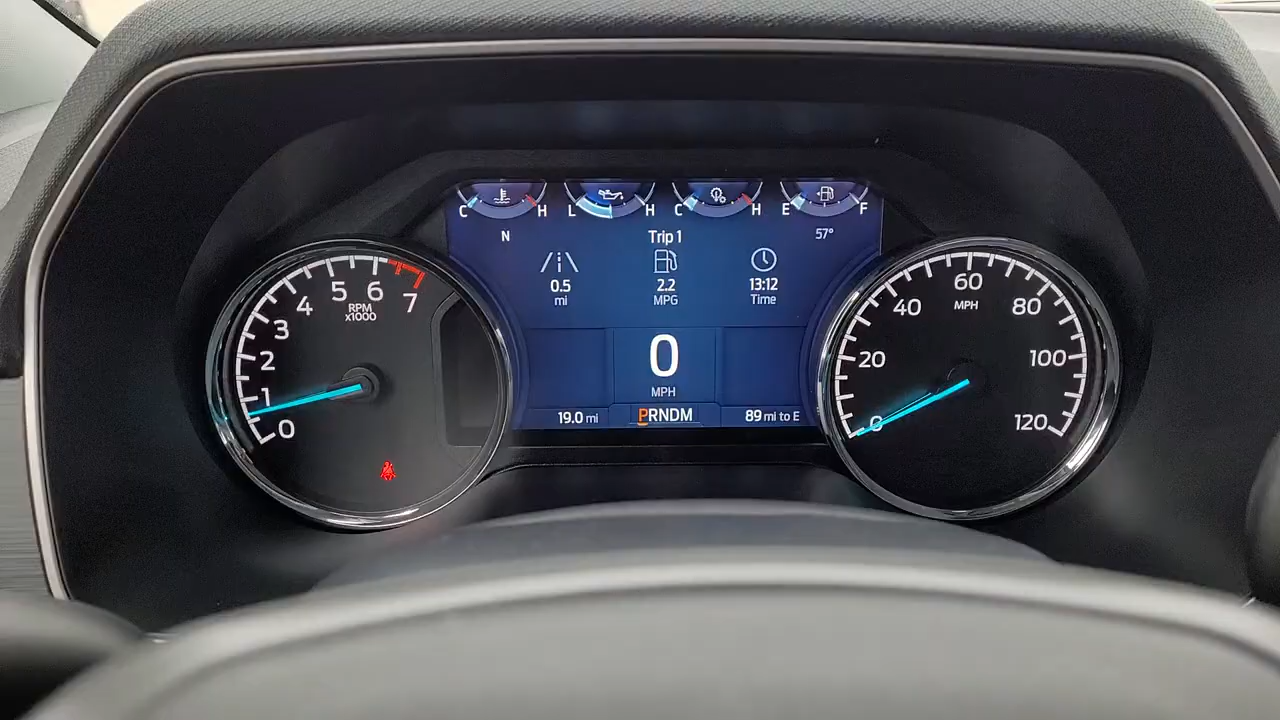 C H L H C H E F
N Trip 1 57°
0.5 2.2 13:12
mi MPG Time
0 1 2 3 4 5 6 7
RPM
x1000
0
MPH
19.0 mi PRNDM 89 mi to E
0 20 40 60 80 100 120
MPH